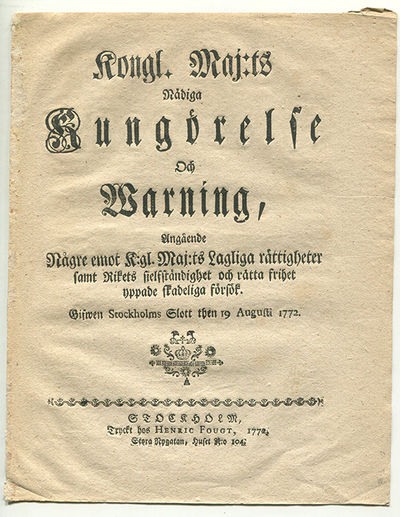 Kongl. Maj:ts
Nådiga
Kungörelse
Och
Warning,
Angående
Någre emot K:gl. Maj:ts Lagliga rättigheter
samt Rikets sielfständighet och rätta frihet
yppade skadeliga försök.
Gifwen Stockholms Slott then 19 Augusti 1772.
STOCKHOLM,
Tryckt hos HENRIC FOUGT, 1772.
Stora Nygatan, Huset N:o 104.